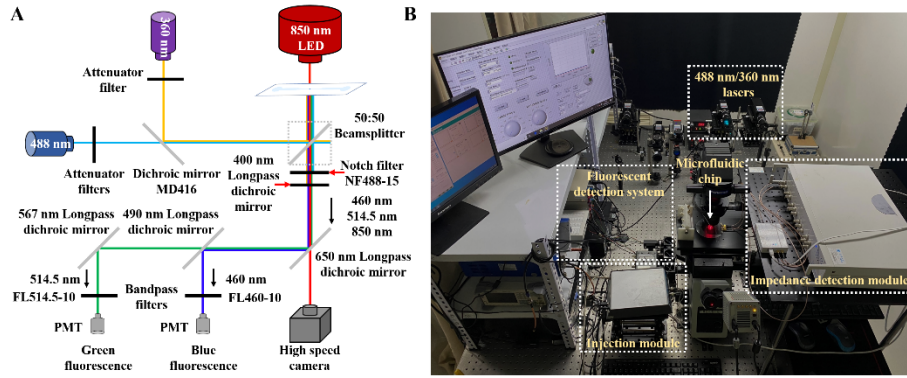 A
360 nm
850 nm
LED
Attenuator
filter
50:50
Beamsplitter
488 nm
400 nm
Longpass
dichroic
mirror
Notch filter
NF488-15
Attenuator
filters
Dichroic mirror
MD416
567 nm Longpass
dichroic mirror
490 nm Longpass
dichroic mirror
460 nm
514.5 nm
850 nm
650 nm Longpass
dichroic mirror
514.5 nm
FL514.5-10
Bandpass
filters
460 nm
FL460-10
PMT
PMT
Green
fluorescence
Blue
fluorescence
High speed
camera
B
488 nm/360 nm
lasers
Microfluidic
chip
Fluorescent
detection system
Impedance detection module
Injection module